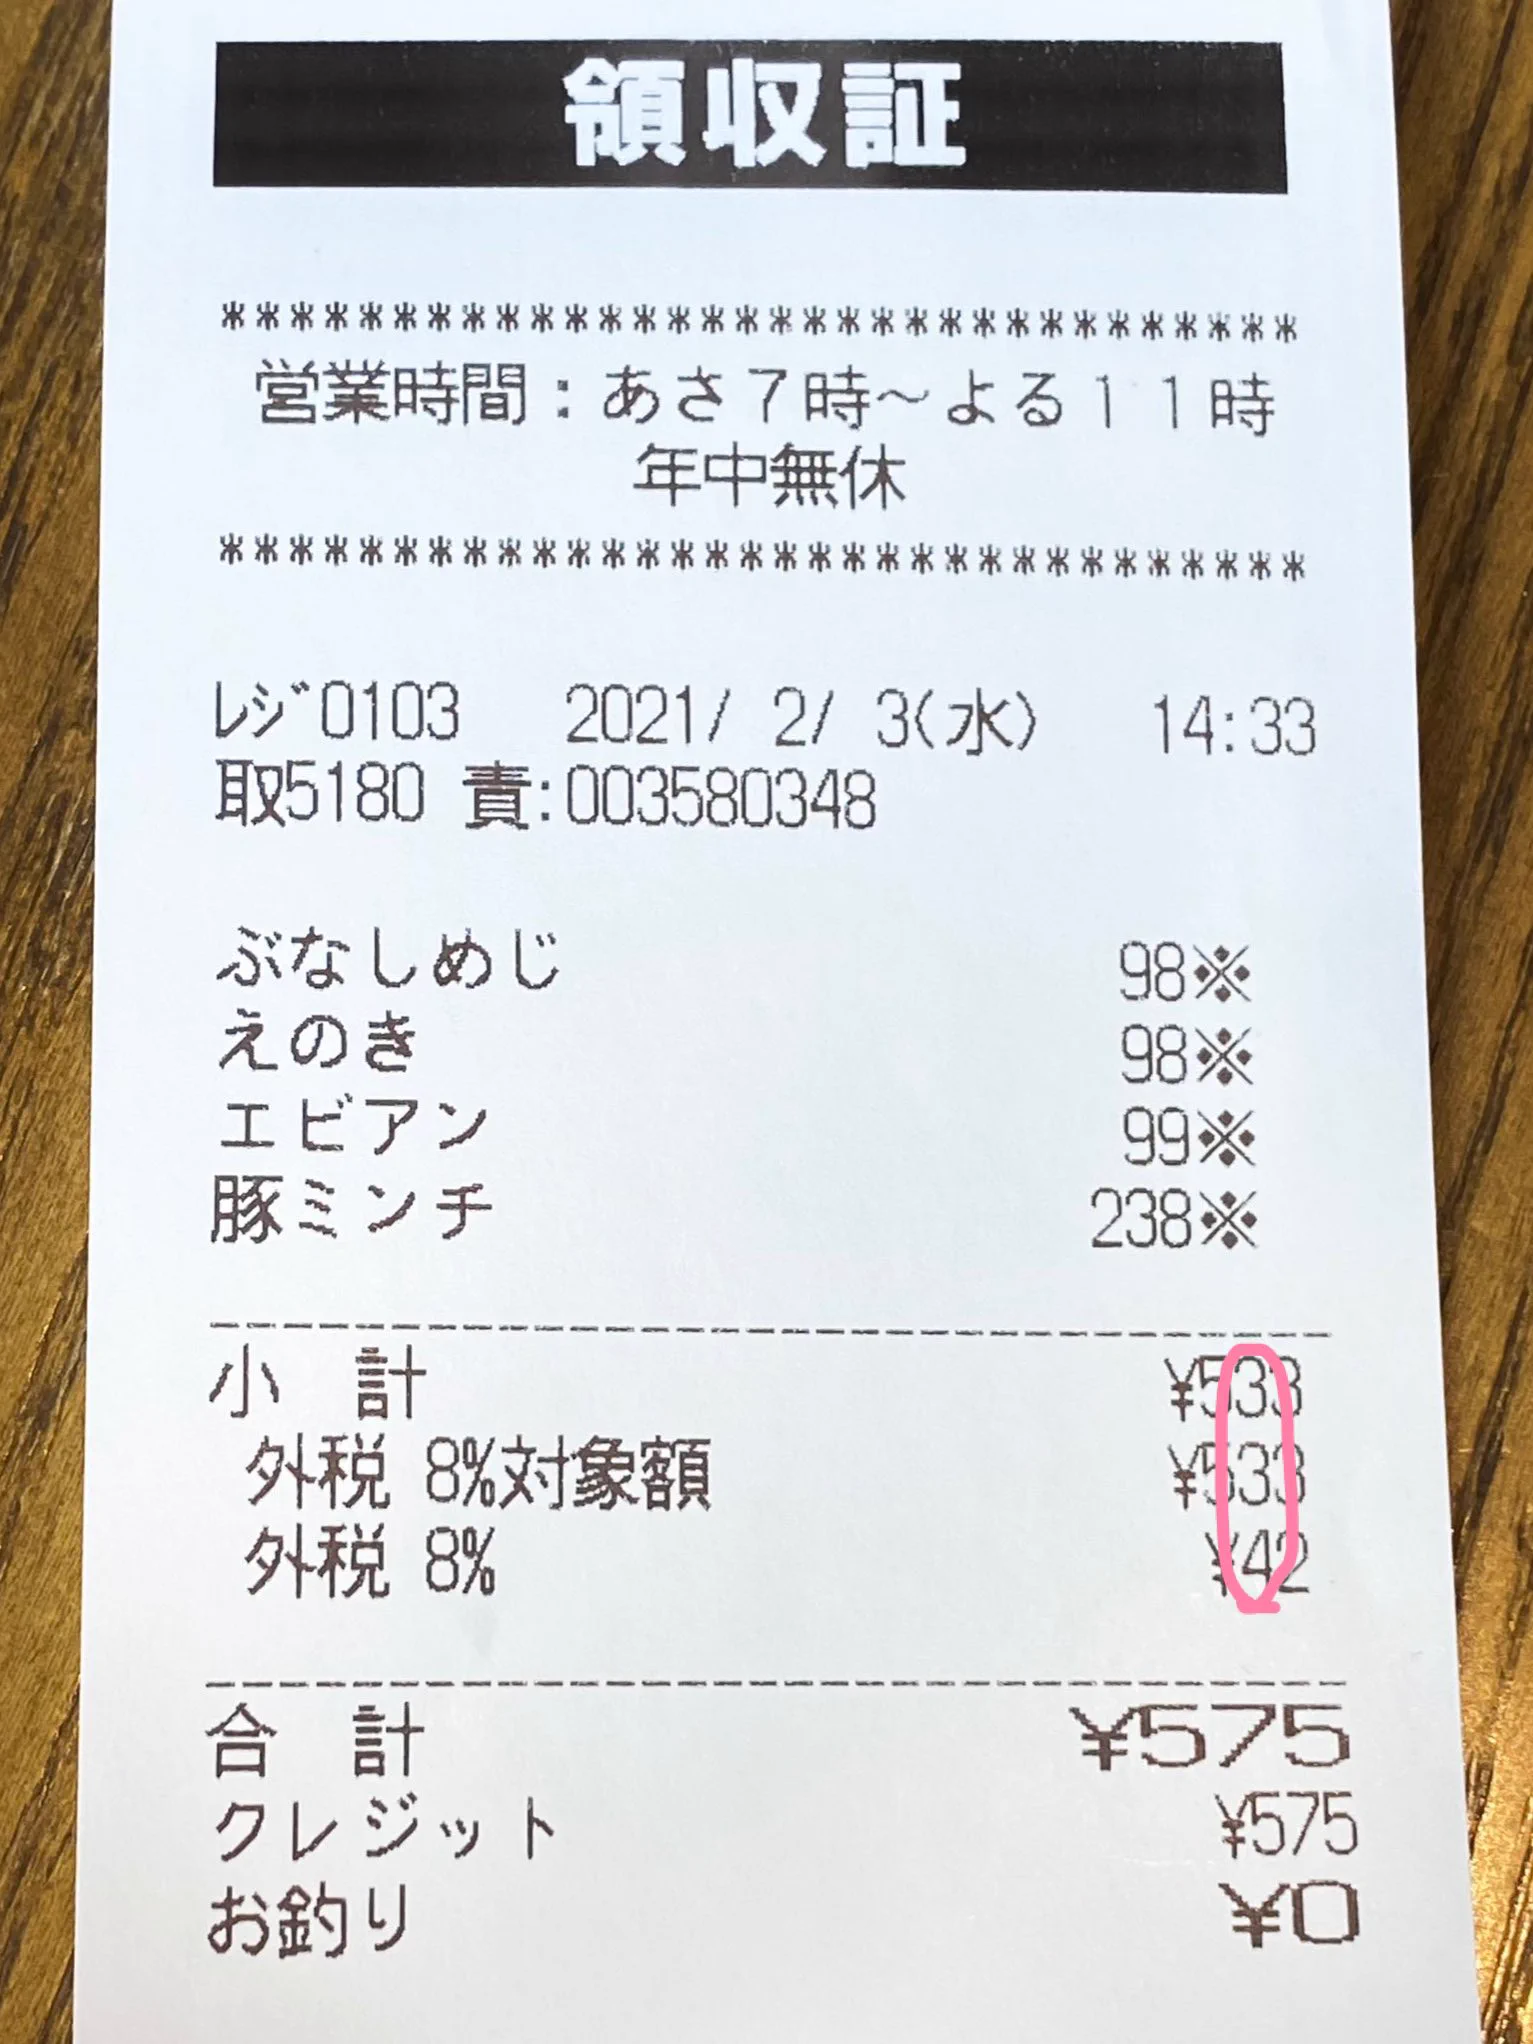 領収証
********************************
営業時間：あさ７時～よる１１時
年中無休
********************************
ﾚｼﾞ0103 2021/ 2/ 3(水) 14:33
取5180 責:003580348
ぶなしめじ 98※
えのき 98※
エビアン 99※
豚ミンチ 238※
小 計 ¥533
外税 8%対象額 ¥533
外税 8% ¥42
合 計 ¥575
クレジット ¥575
お釣り ¥0